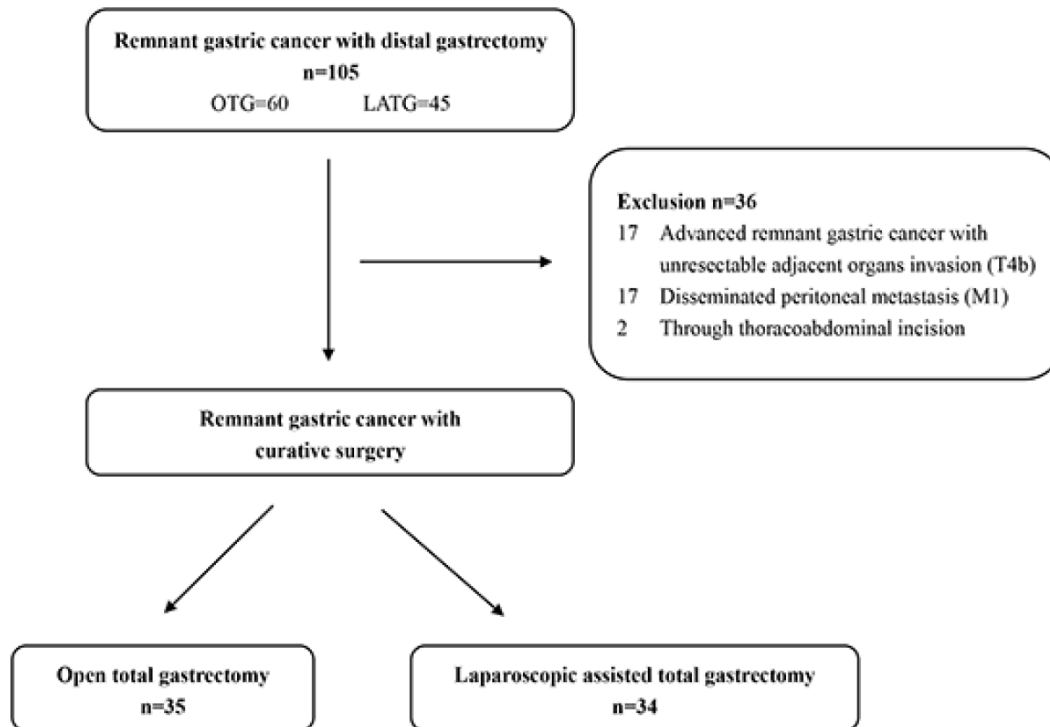 Remnant gastric cancer with distal gastrectomy
n=105
OTG=60 LATG=45
Exclusion n=36
17 Advanced remnant gastric cancer with
unresectable adjacent organs invasion (T4b)
17 Disseminated peritoneal metastasis (M1)
2 Through thoracoabdominal incision
Remnant gastric cancer with
curative surgery
Open total gastrectomy
n=35
Laparoscopic assisted total gastrectomy
n=34